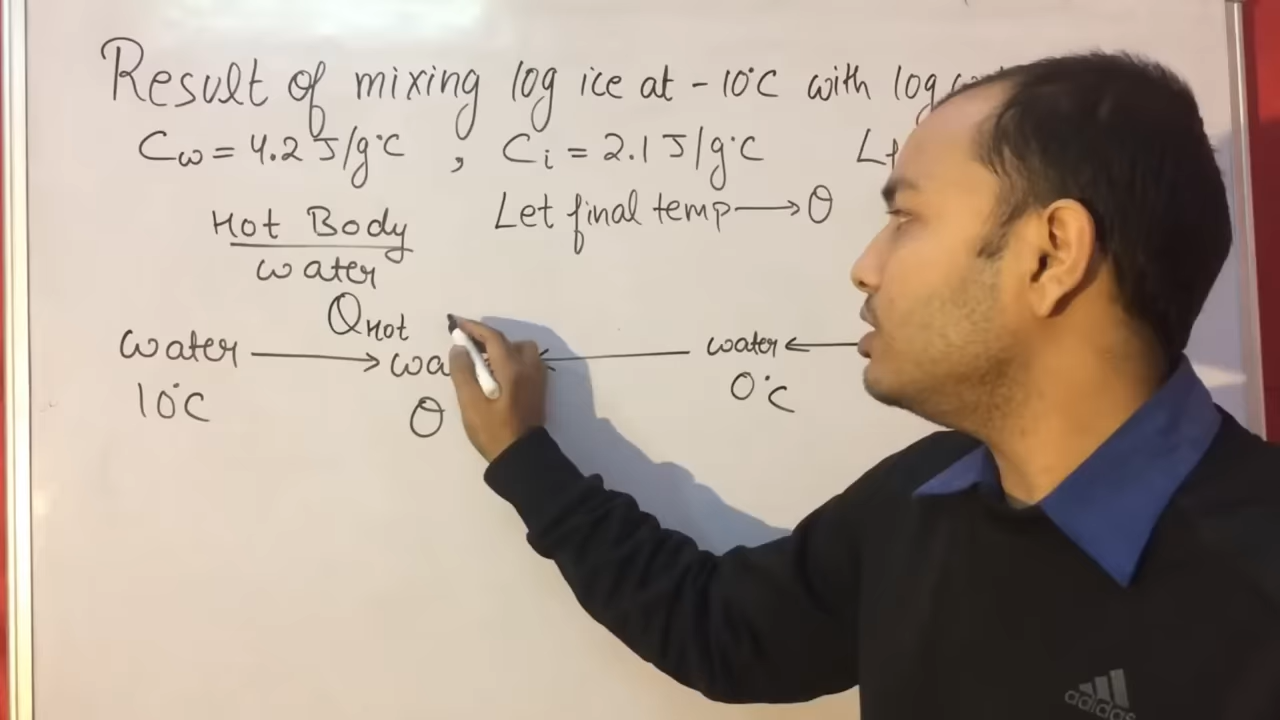 Result of mixing 10g ice at -10°C with 10g
Cw = 4.2 J/g°C , Ci = 2.1 J/g°C
Let final temp → θ
Hot Body
water
QHot
water → wa ← water ←
10°C θ 0°C
adidas